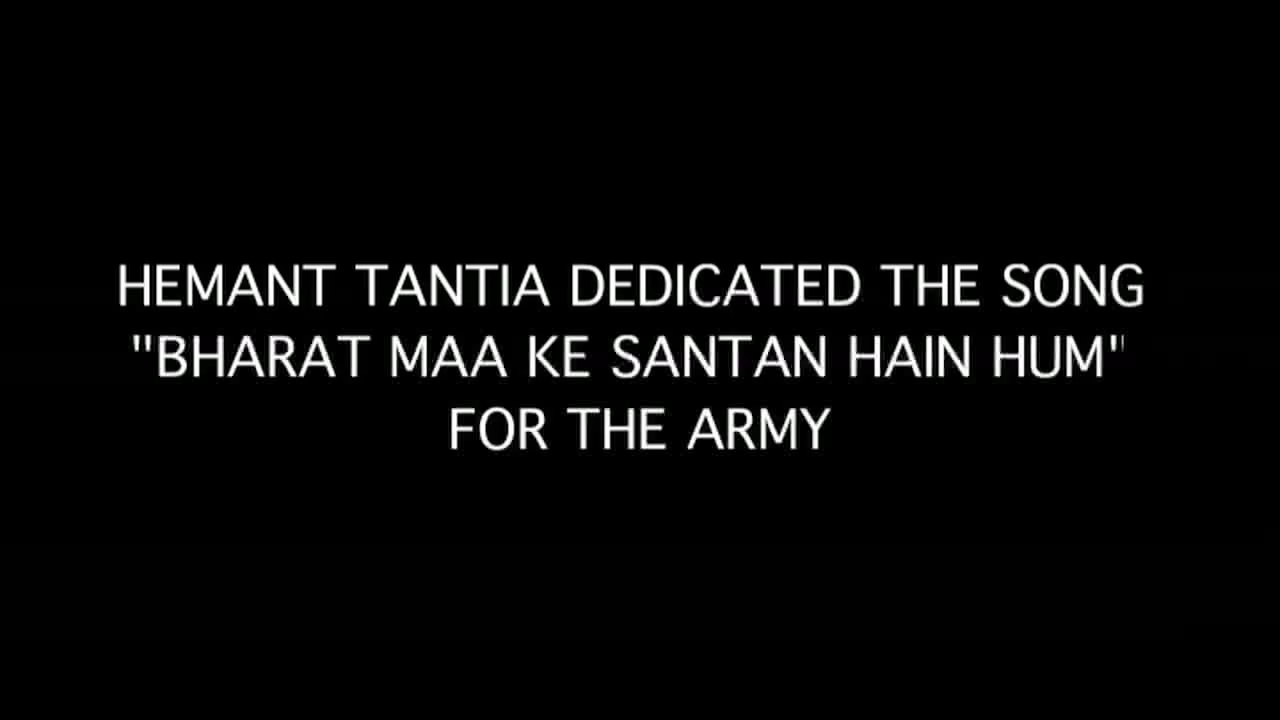 HEMANT TANTIA DEDICATED THE SONG
"BHARAT MAA KE SANTAN HAIN HUM"
FOR THE ARMY